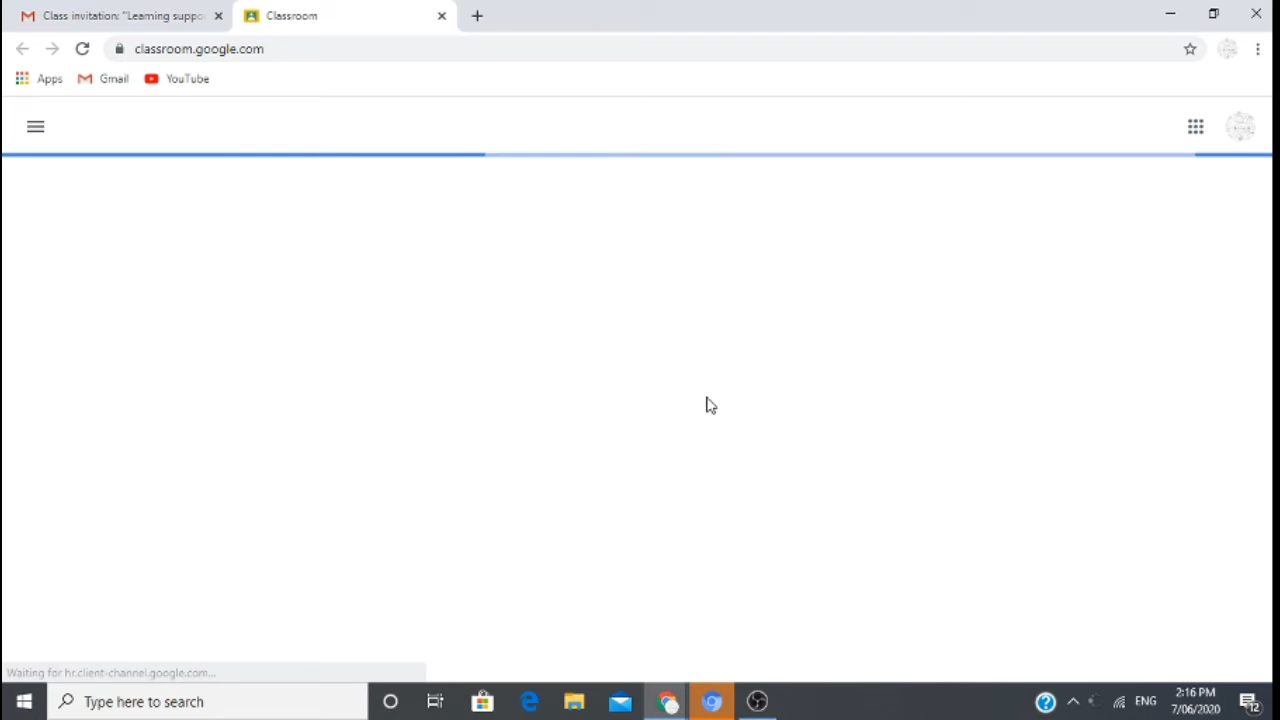 Class invitation: "Learning suppo
Classroom
classroom.google.com
Apps
Gmail
YouTube
Waiting for hr.client-channel.google.com...
Type here to search
ENG
2:16 PM
7/06/2020
12